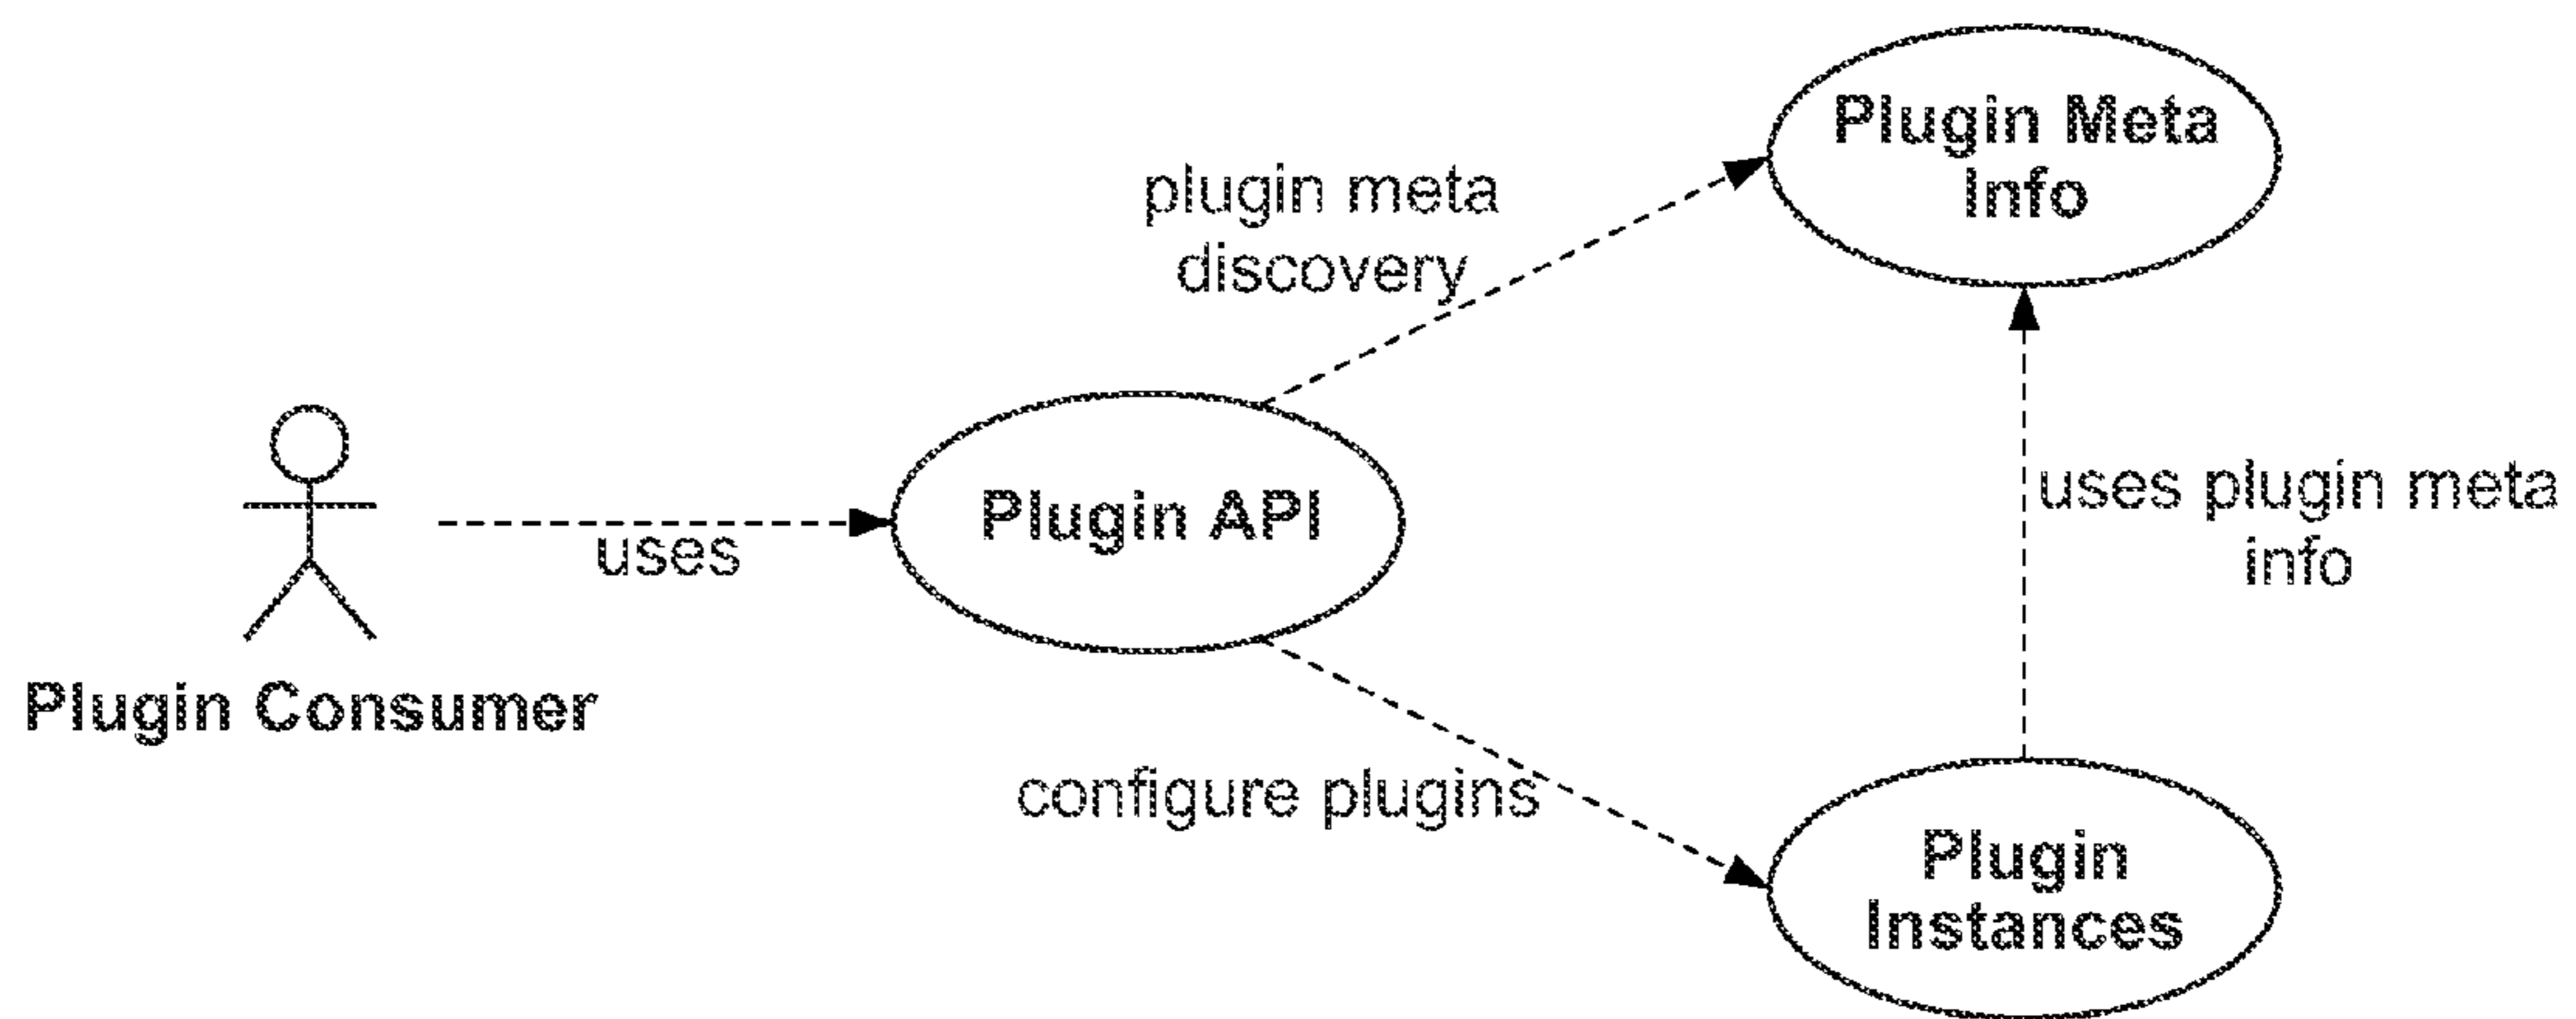 Plugin Meta
Info
plugin meta
discovery
Plugin API
uses
uses plugin meta
info
Plugin Consumer
configure plugins
Plugin
Instances